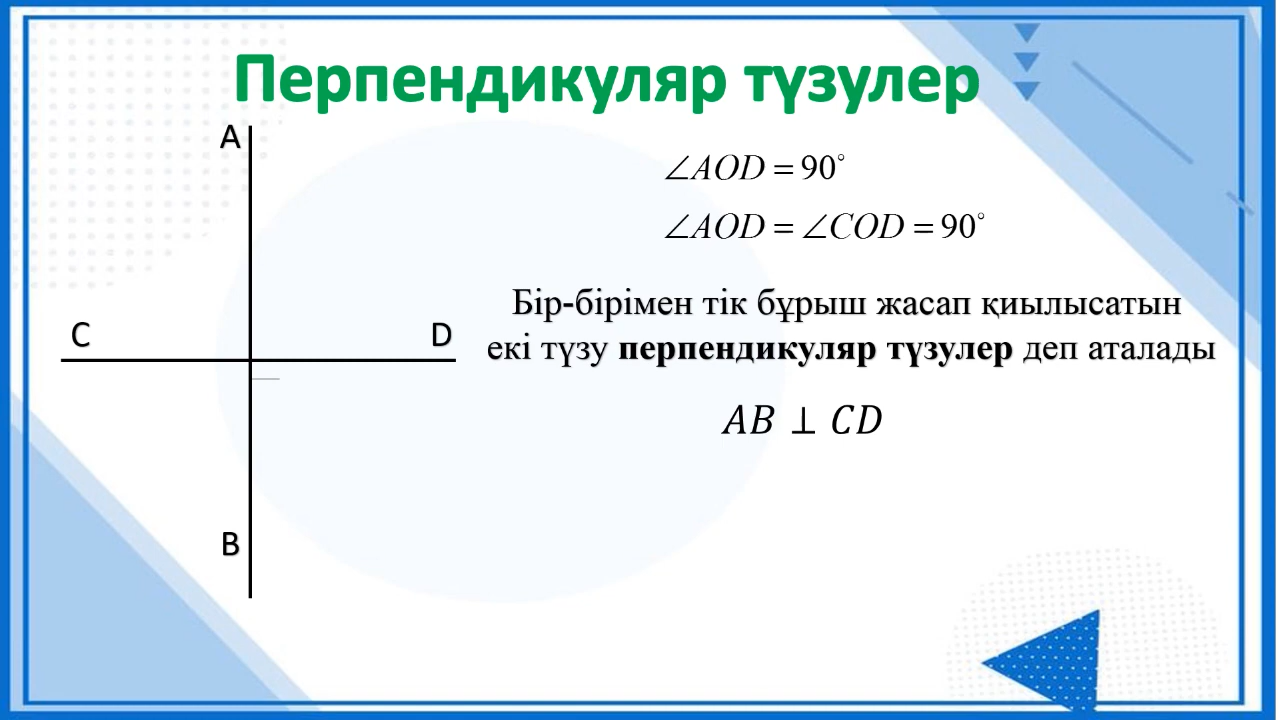 Перпендикуляр түзулер
A
∠AOD = 90°
∠AOD = ∠COD = 90°
Бір-бірімен тік бұрыш жасап қиылысатын
екі түзу перпендикуляр түзулер деп аталады
C
D
AB ⊥ CD
B